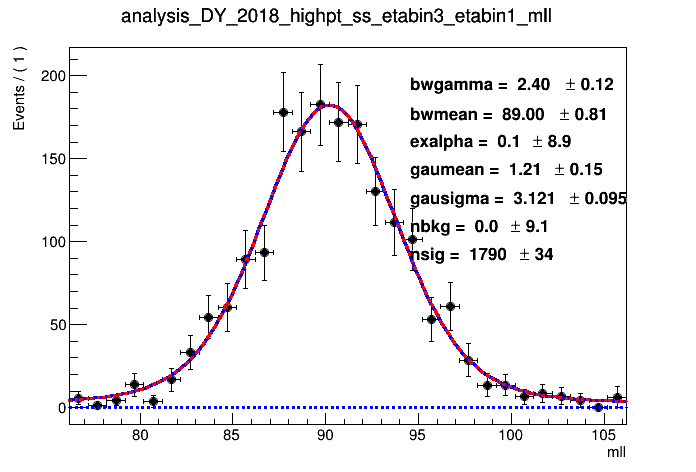 analysis_DY_2018_highpt_ss_etabin3_etabin1_mll
Events / ( 1 )
200
150
100
50
0
bwgamma = 2.40 ± 0.12
bwmean = 89.00 ± 0.81
exalpha = 0.1 ± 8.9
gaumean = 1.21 ± 0.15
gausigma = 3.121 ± 0.095
nbkg = 0.0 ± 9.1
nsig = 1790 ± 34
80 85 90 95 100 105
mll